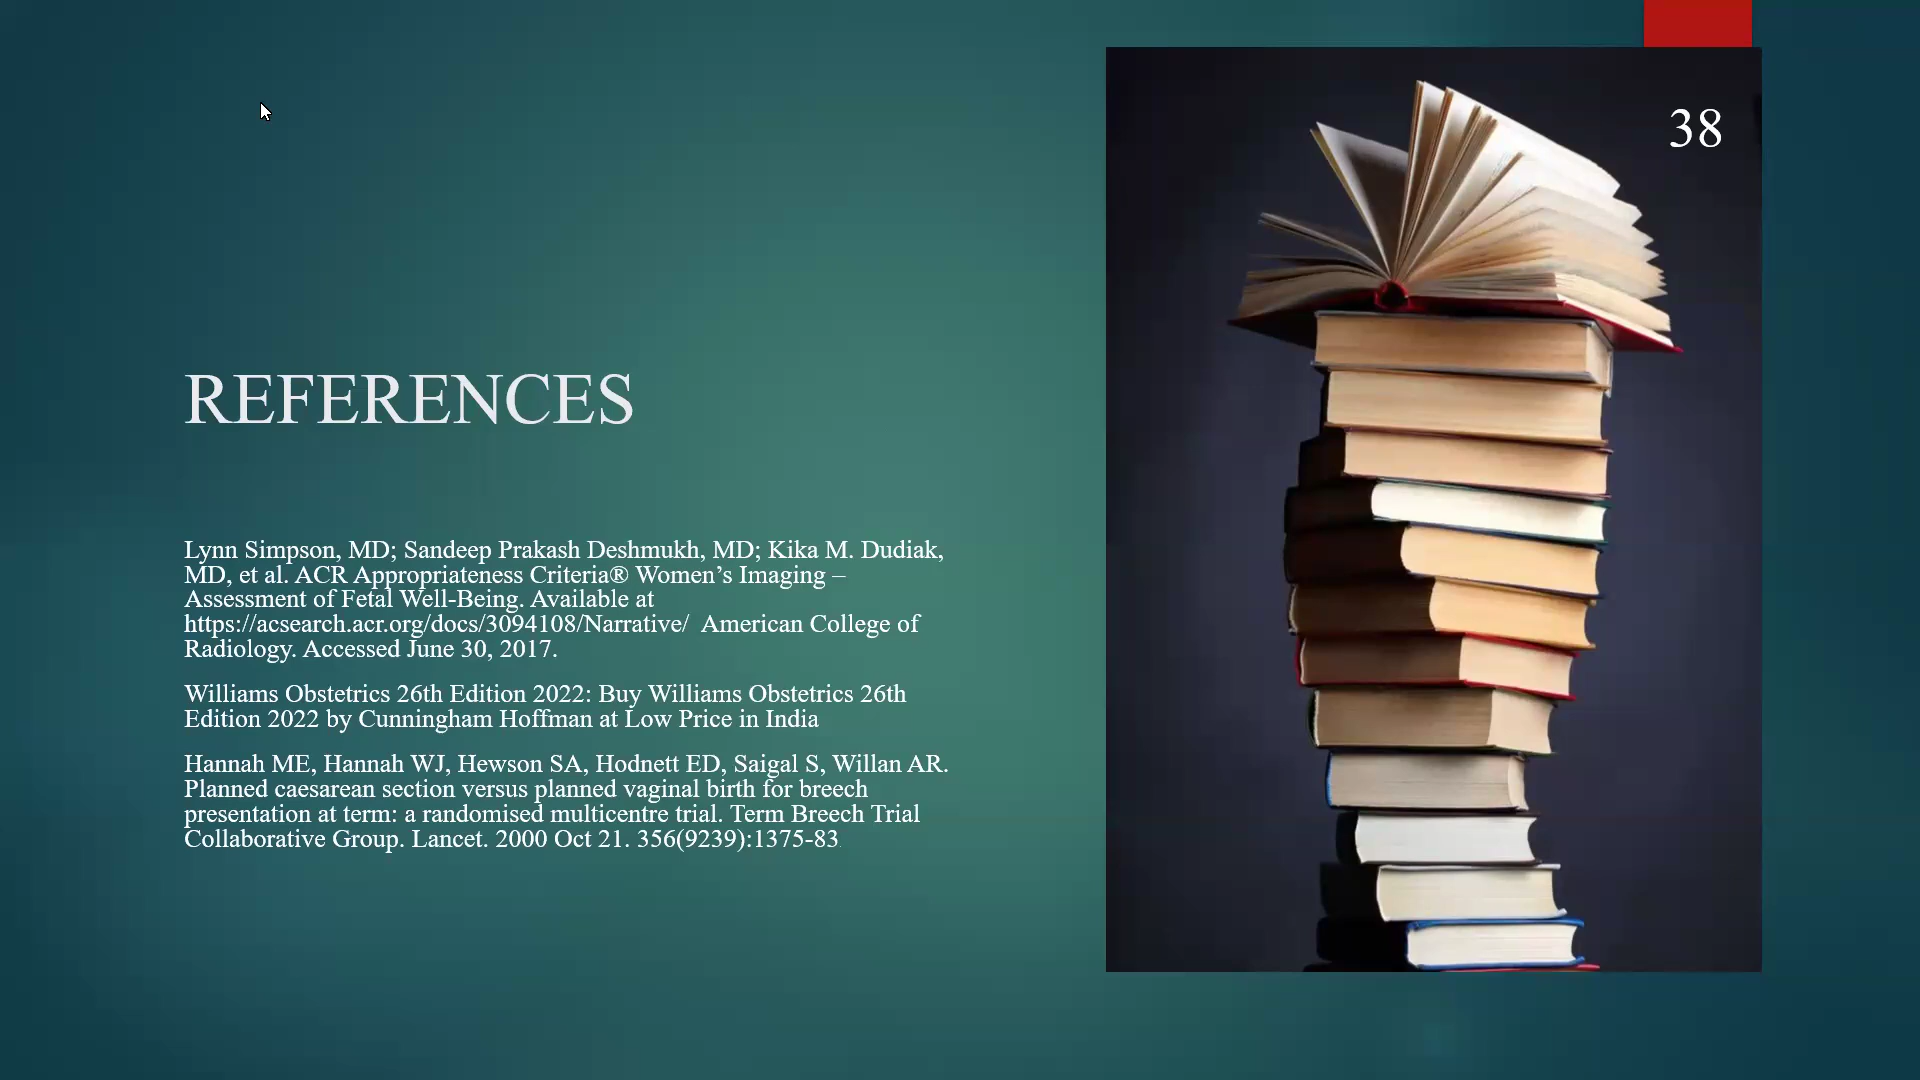 38
REFERENCES
Lynn Simpson, MD; Sandeep Prakash Deshmukh, MD; Kika M. Dudiak,
MD, et al. ACR Appropriateness Criteria® Women’s Imaging –
Assessment of Fetal Well-Being. Available at
https://acsearch.acr.org/docs/3094108/Narrative/  American College of
Radiology. Accessed June 30, 2017.
Williams Obstetrics 26th Edition 2022: Buy Williams Obstetrics 26th
Edition 2022 by Cunningham Hoffman at Low Price in India
Hannah ME, Hannah WJ, Hewson SA, Hodnett ED, Saigal S, Willan AR.
Planned caesarean section versus planned vaginal birth for breech
presentation at term: a randomised multicentre trial. Term Breech Trial
Collaborative Group. Lancet. 2000 Oct 21. 356(9239):1375-83.